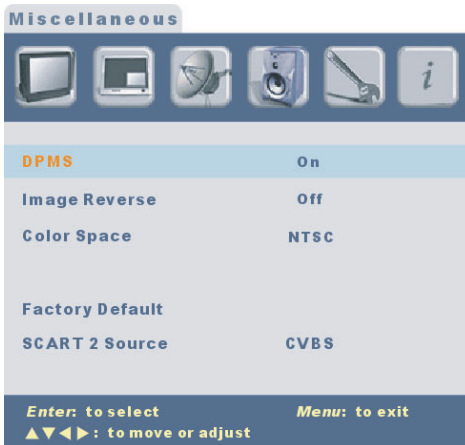 Miscellaneous
i
DPMS On
Image Reverse Off
Color Space NTSC
Factory Default
SCART 2 Source CVBS
Enter: to select Menu: to exit
▲▼◀▶: to move or adjust